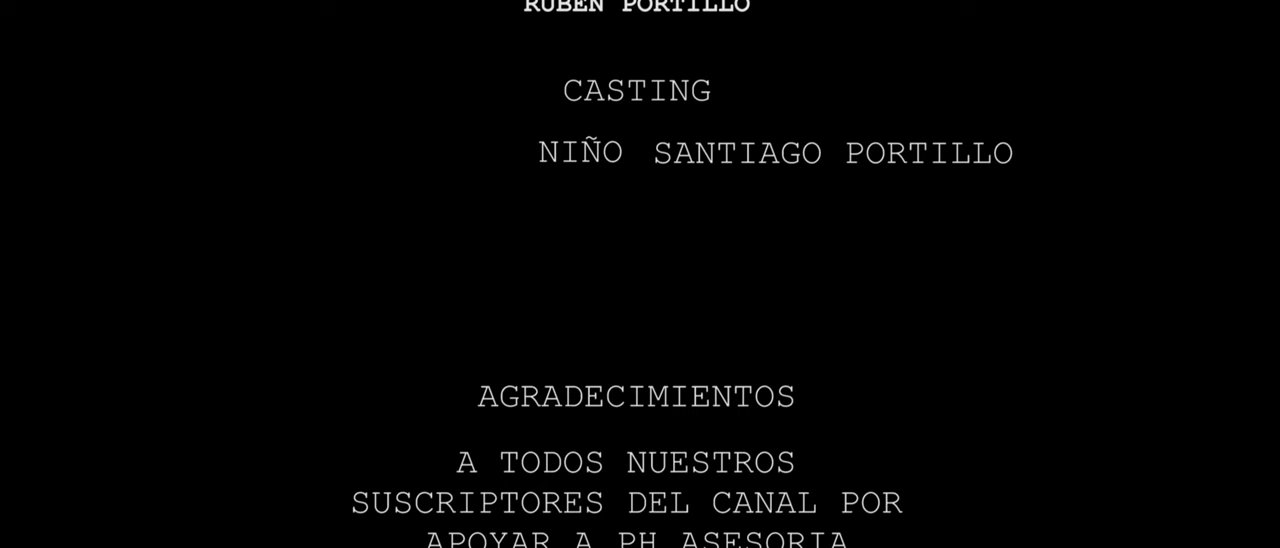 RUBEN PORTILLO
CASTING
NIÑO SANTIAGO PORTILLO
AGRADECIMIENTOS
A TODOS NUESTROS
SUSCRIPTORES DEL CANAL POR
APOYAR A PH ASESORIA